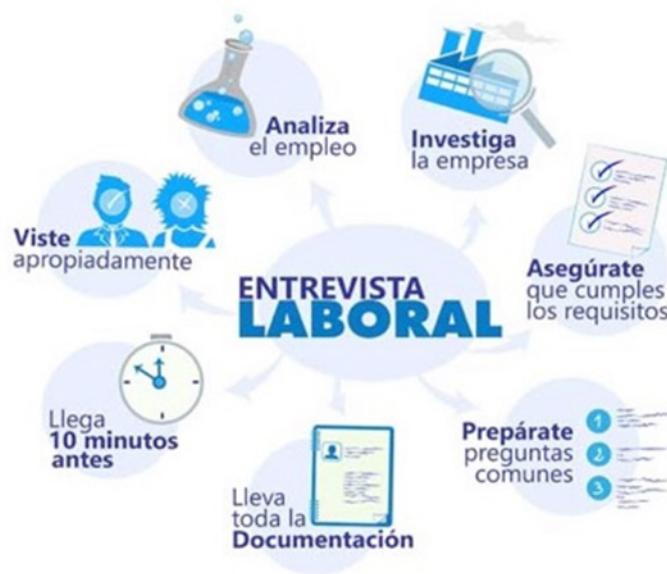 ENTREVISTA
LABORAL
Analiza
el empleo
Investiga
la empresa
Asegúrate
que cumples
los requisitos
Prepárate
preguntas
comunes
1
2
3
Lleva
toda la
Documentación
Llega
10 minutos
antes
Viste
apropiadamente